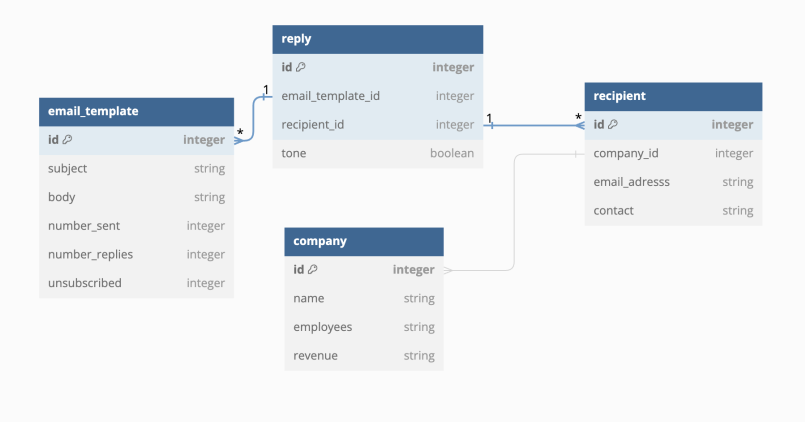 reply
id integer
email_template_id integer
recipient_id integer
tone boolean
1
*
email_template
id integer
subject string
body string
number_sent integer
number_replies integer
unsubscribed integer
1
*
recipient
id integer
company_id integer
email_adresss string
contact string
company
id integer
name string
employees string
revenue string